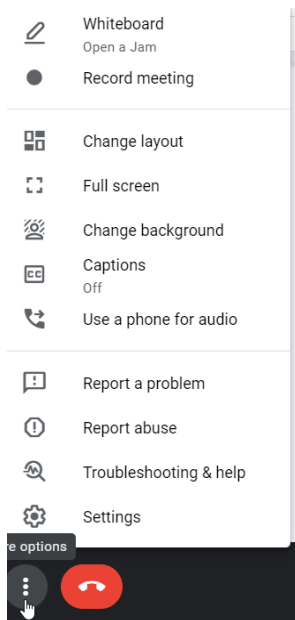 Whiteboard
Open a Jam
Record meeting
Change layout
Full screen
Change background
CC
Captions
Off
Use a phone for audio
Report a problem
Report abuse
Troubleshooting & help
Settings
re options